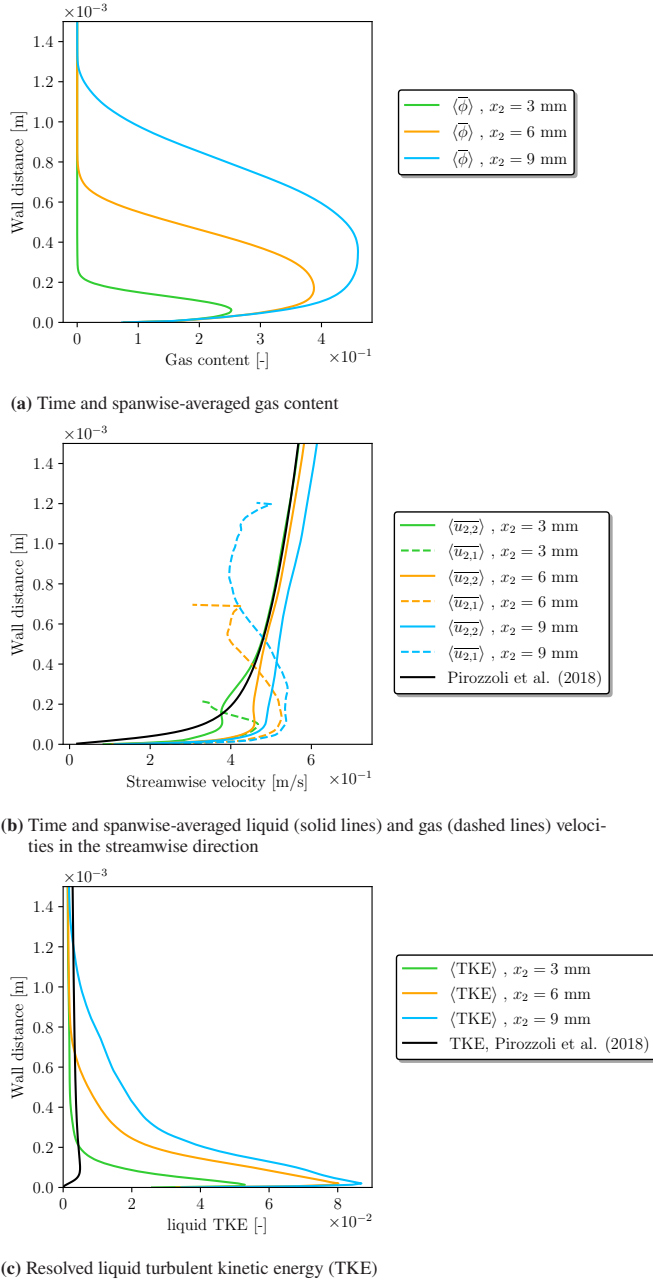 ×10⁻³
1.4
1.2
1.0
0.8
0.6
0.4
0.2
0.0
Wall distance [m]
0 1 2 3 4
×10⁻¹
Gas content [-]
⟨ϕ̅⟩ , x₂ = 3 mm
⟨ϕ̅⟩ , x₂ = 6 mm
⟨ϕ̅⟩ , x₂ = 9 mm
(a) Time and spanwise-averaged gas content
×10⁻³
1.4
1.2
1.0
0.8
0.6
0.4
0.2
0.0
Wall distance [m]
0 2 4 6
×10⁻¹
Streamwise velocity [m/s]
⟨u̅₂,₂⟩ , x₂ = 3 mm
⟨u̅₂,₁⟩ , x₂ = 3 mm
⟨u̅₂,₂⟩ , x₂ = 6 mm
⟨u̅₂,₁⟩ , x₂ = 6 mm
⟨u̅₂,₂⟩ , x₂ = 9 mm
⟨u̅₂,₁⟩ , x₂ = 9 mm
Pirozzoli et al. (2018)
(b) Time and spanwise-averaged liquid (solid lines) and gas (dashed lines) veloci-
ties in the streamwise direction
×10⁻³
1.4
1.2
1.0
0.8
0.6
0.4
0.2
0.0
Wall distance [m]
0 2 4 6 8
×10⁻²
liquid TKE [-]
⟨TKE⟩ , x₂ = 3 mm
⟨TKE⟩ , x₂ = 6 mm
⟨TKE⟩ , x₂ = 9 mm
TKE, Pirozzoli et al. (2018)
(c) Resolved liquid turbulent kinetic energy (TKE)